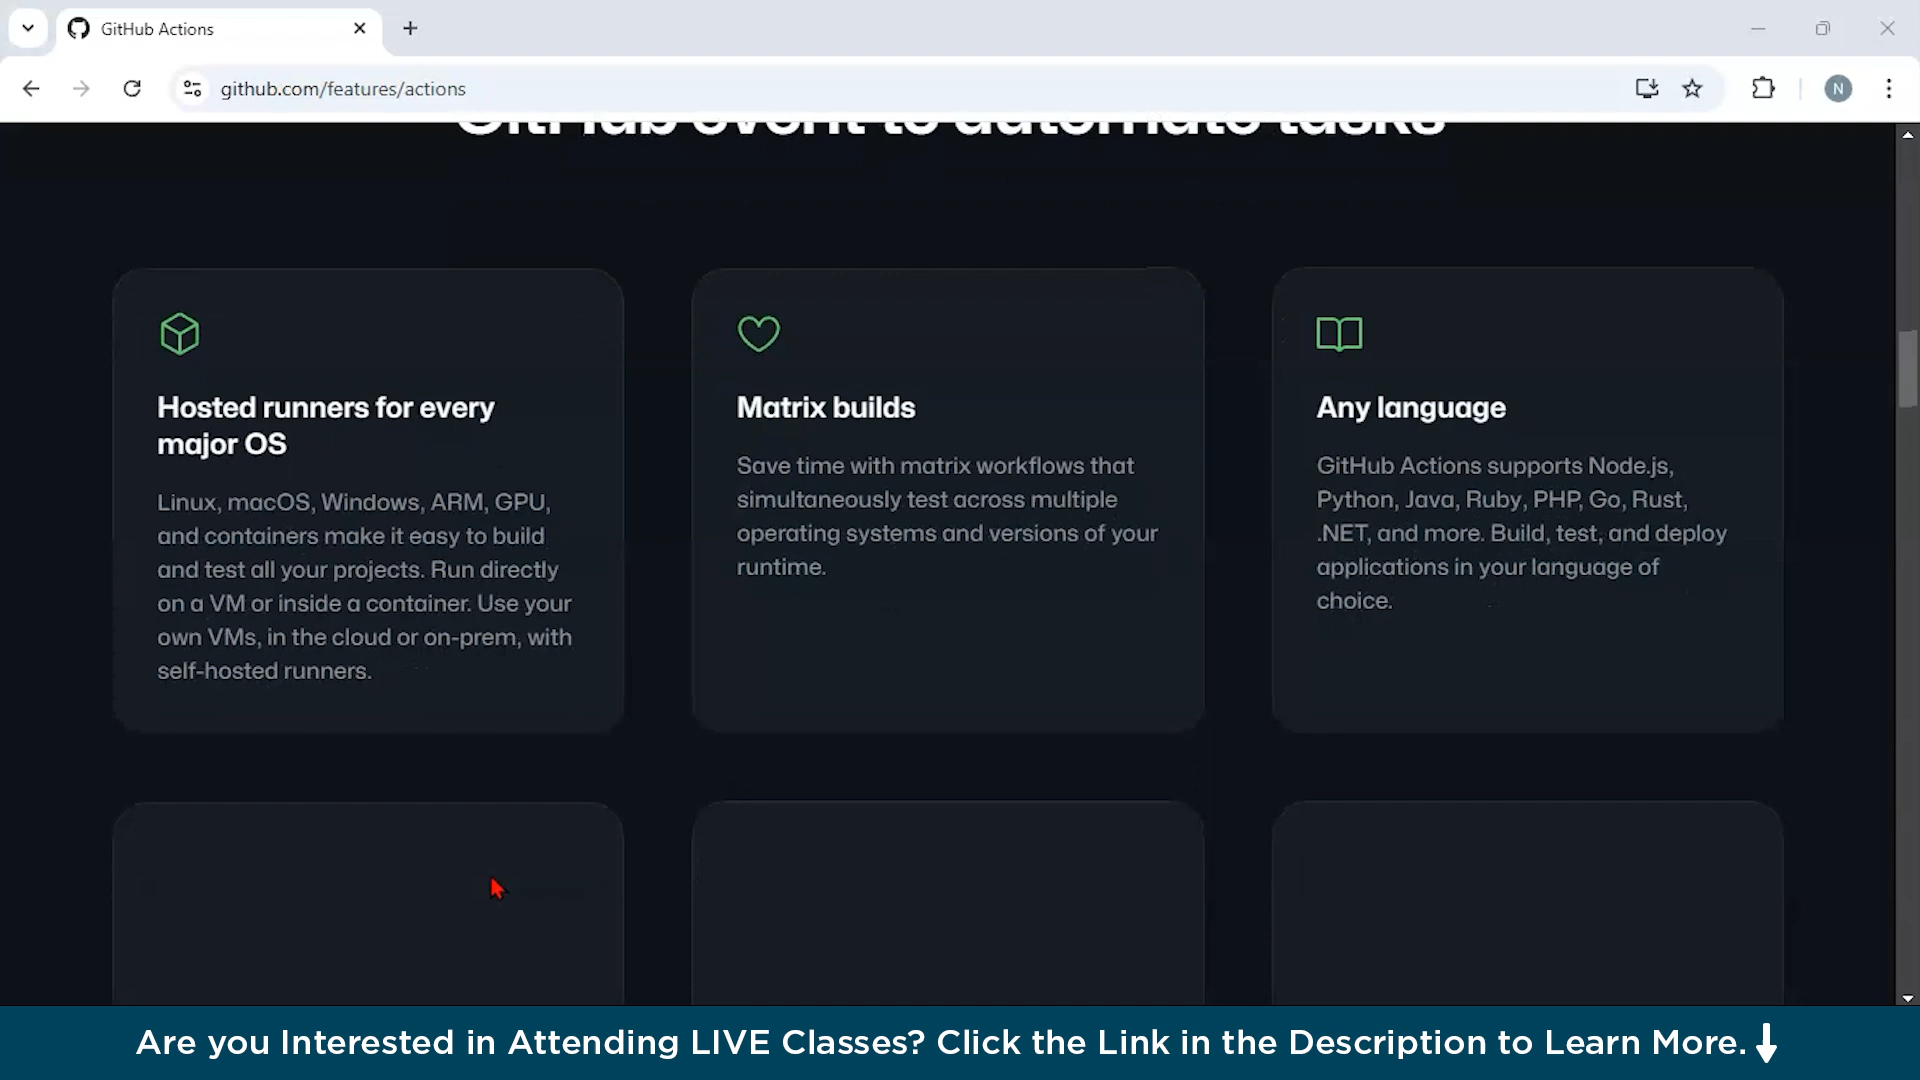 GitHub Actions
github.com/features/actions
N
GitHub event to automate tasks
Hosted runners for every
major OS
Linux, macOS, Windows, ARM, GPU,
and containers make it easy to build
and test all your projects. Run directly
on a VM or inside a container. Use your
own VMs, in the cloud or on-prem, with
self-hosted runners.
Matrix builds
Save time with matrix workflows that
simultaneously test across multiple
operating systems and versions of your
runtime.
Any language
GitHub Actions supports Node.js,
Python, Java, Ruby, PHP, Go, Rust,
.NET, and more. Build, test, and deploy
applications in your language of
choice.
Are you Interested in Attending LIVE Classes? Click the Link in the Description to Learn More.